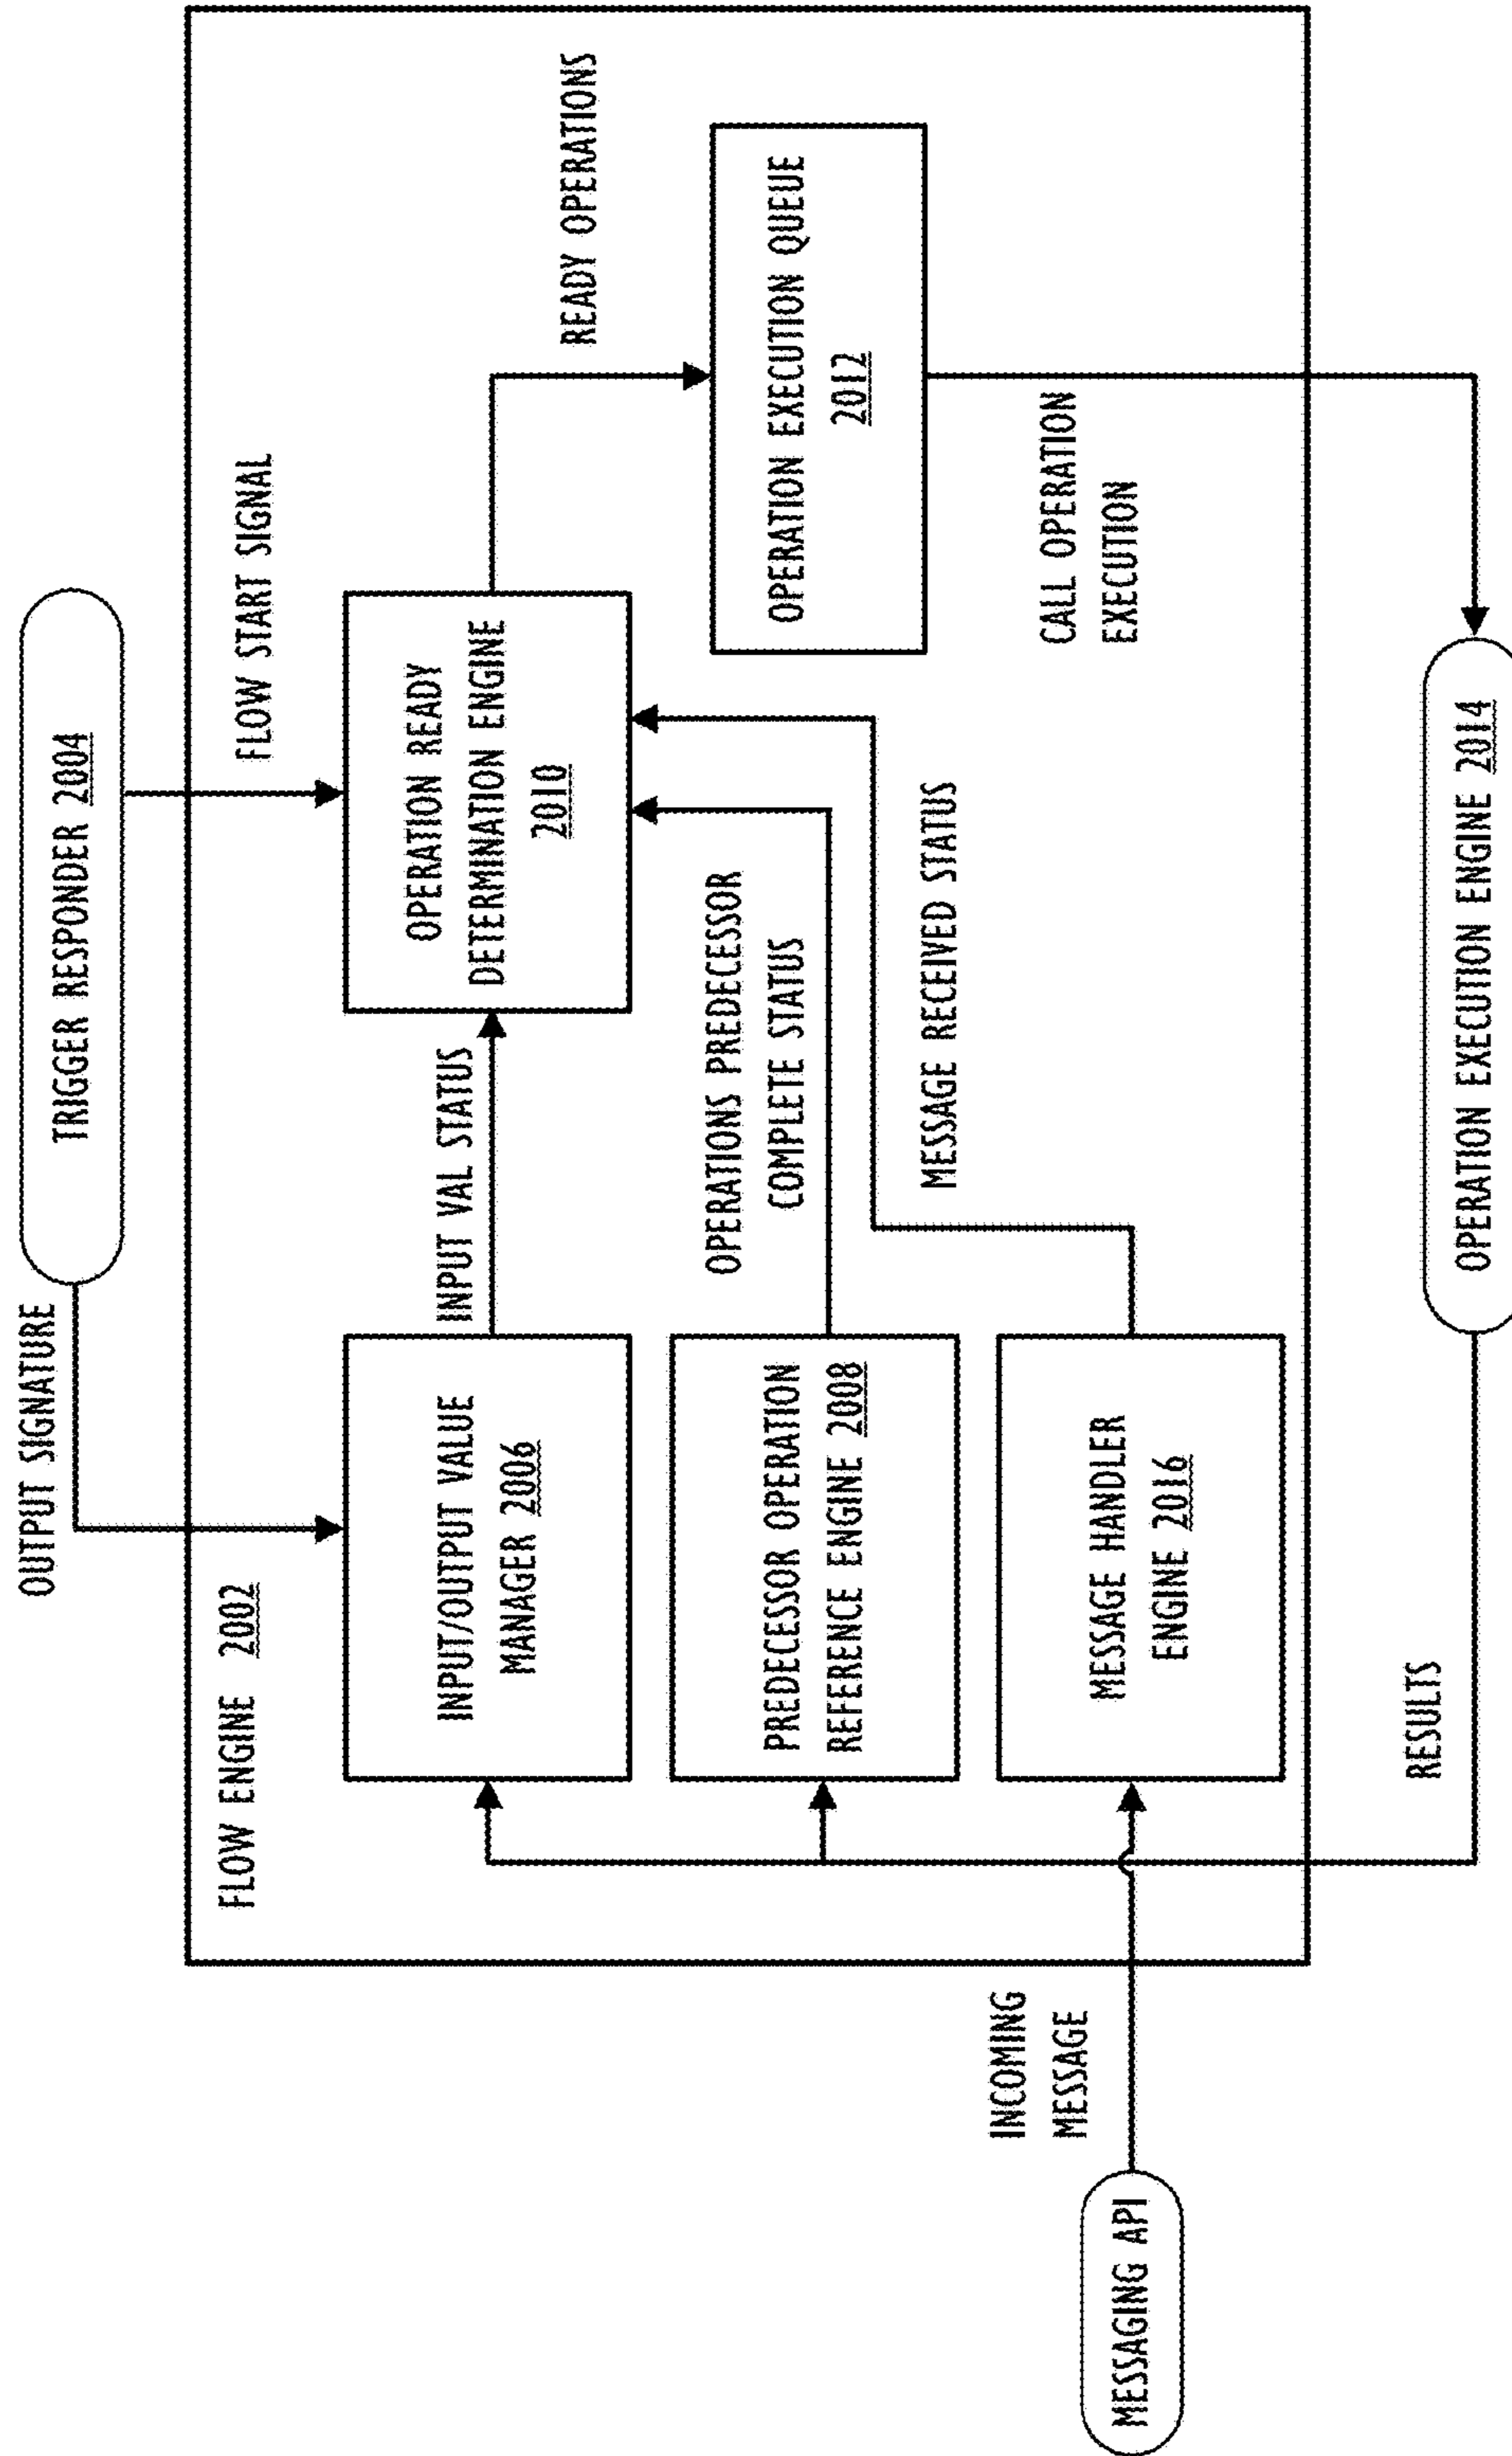 OUTPUT SIGNATURE
TRIGGER RESPONDER 2004
FLOW START SIGNAL
FLOW ENGINE 2002
INPUT/OUTPUT VALUE
MANAGER 2006
INPUT VAL STATUS
OPERATION READY
DETERMINATION ENGINE
2010
READY OPERATIONS
PREDECESSOR OPERATION
REFERENCE ENGINE 2008
OPERATIONS PREDECESSOR
COMPLETE STATUS
OPERATION EXECUTION QUEUE
2012
MESSAGE HANDLER
ENGINE 2016
MESSAGE RECEIVED STATUS
CALL OPERATION
EXECUTION
INCOMING
MESSAGE
MESSAGING API
RESULTS
OPERATION EXECUTION ENGINE 2014